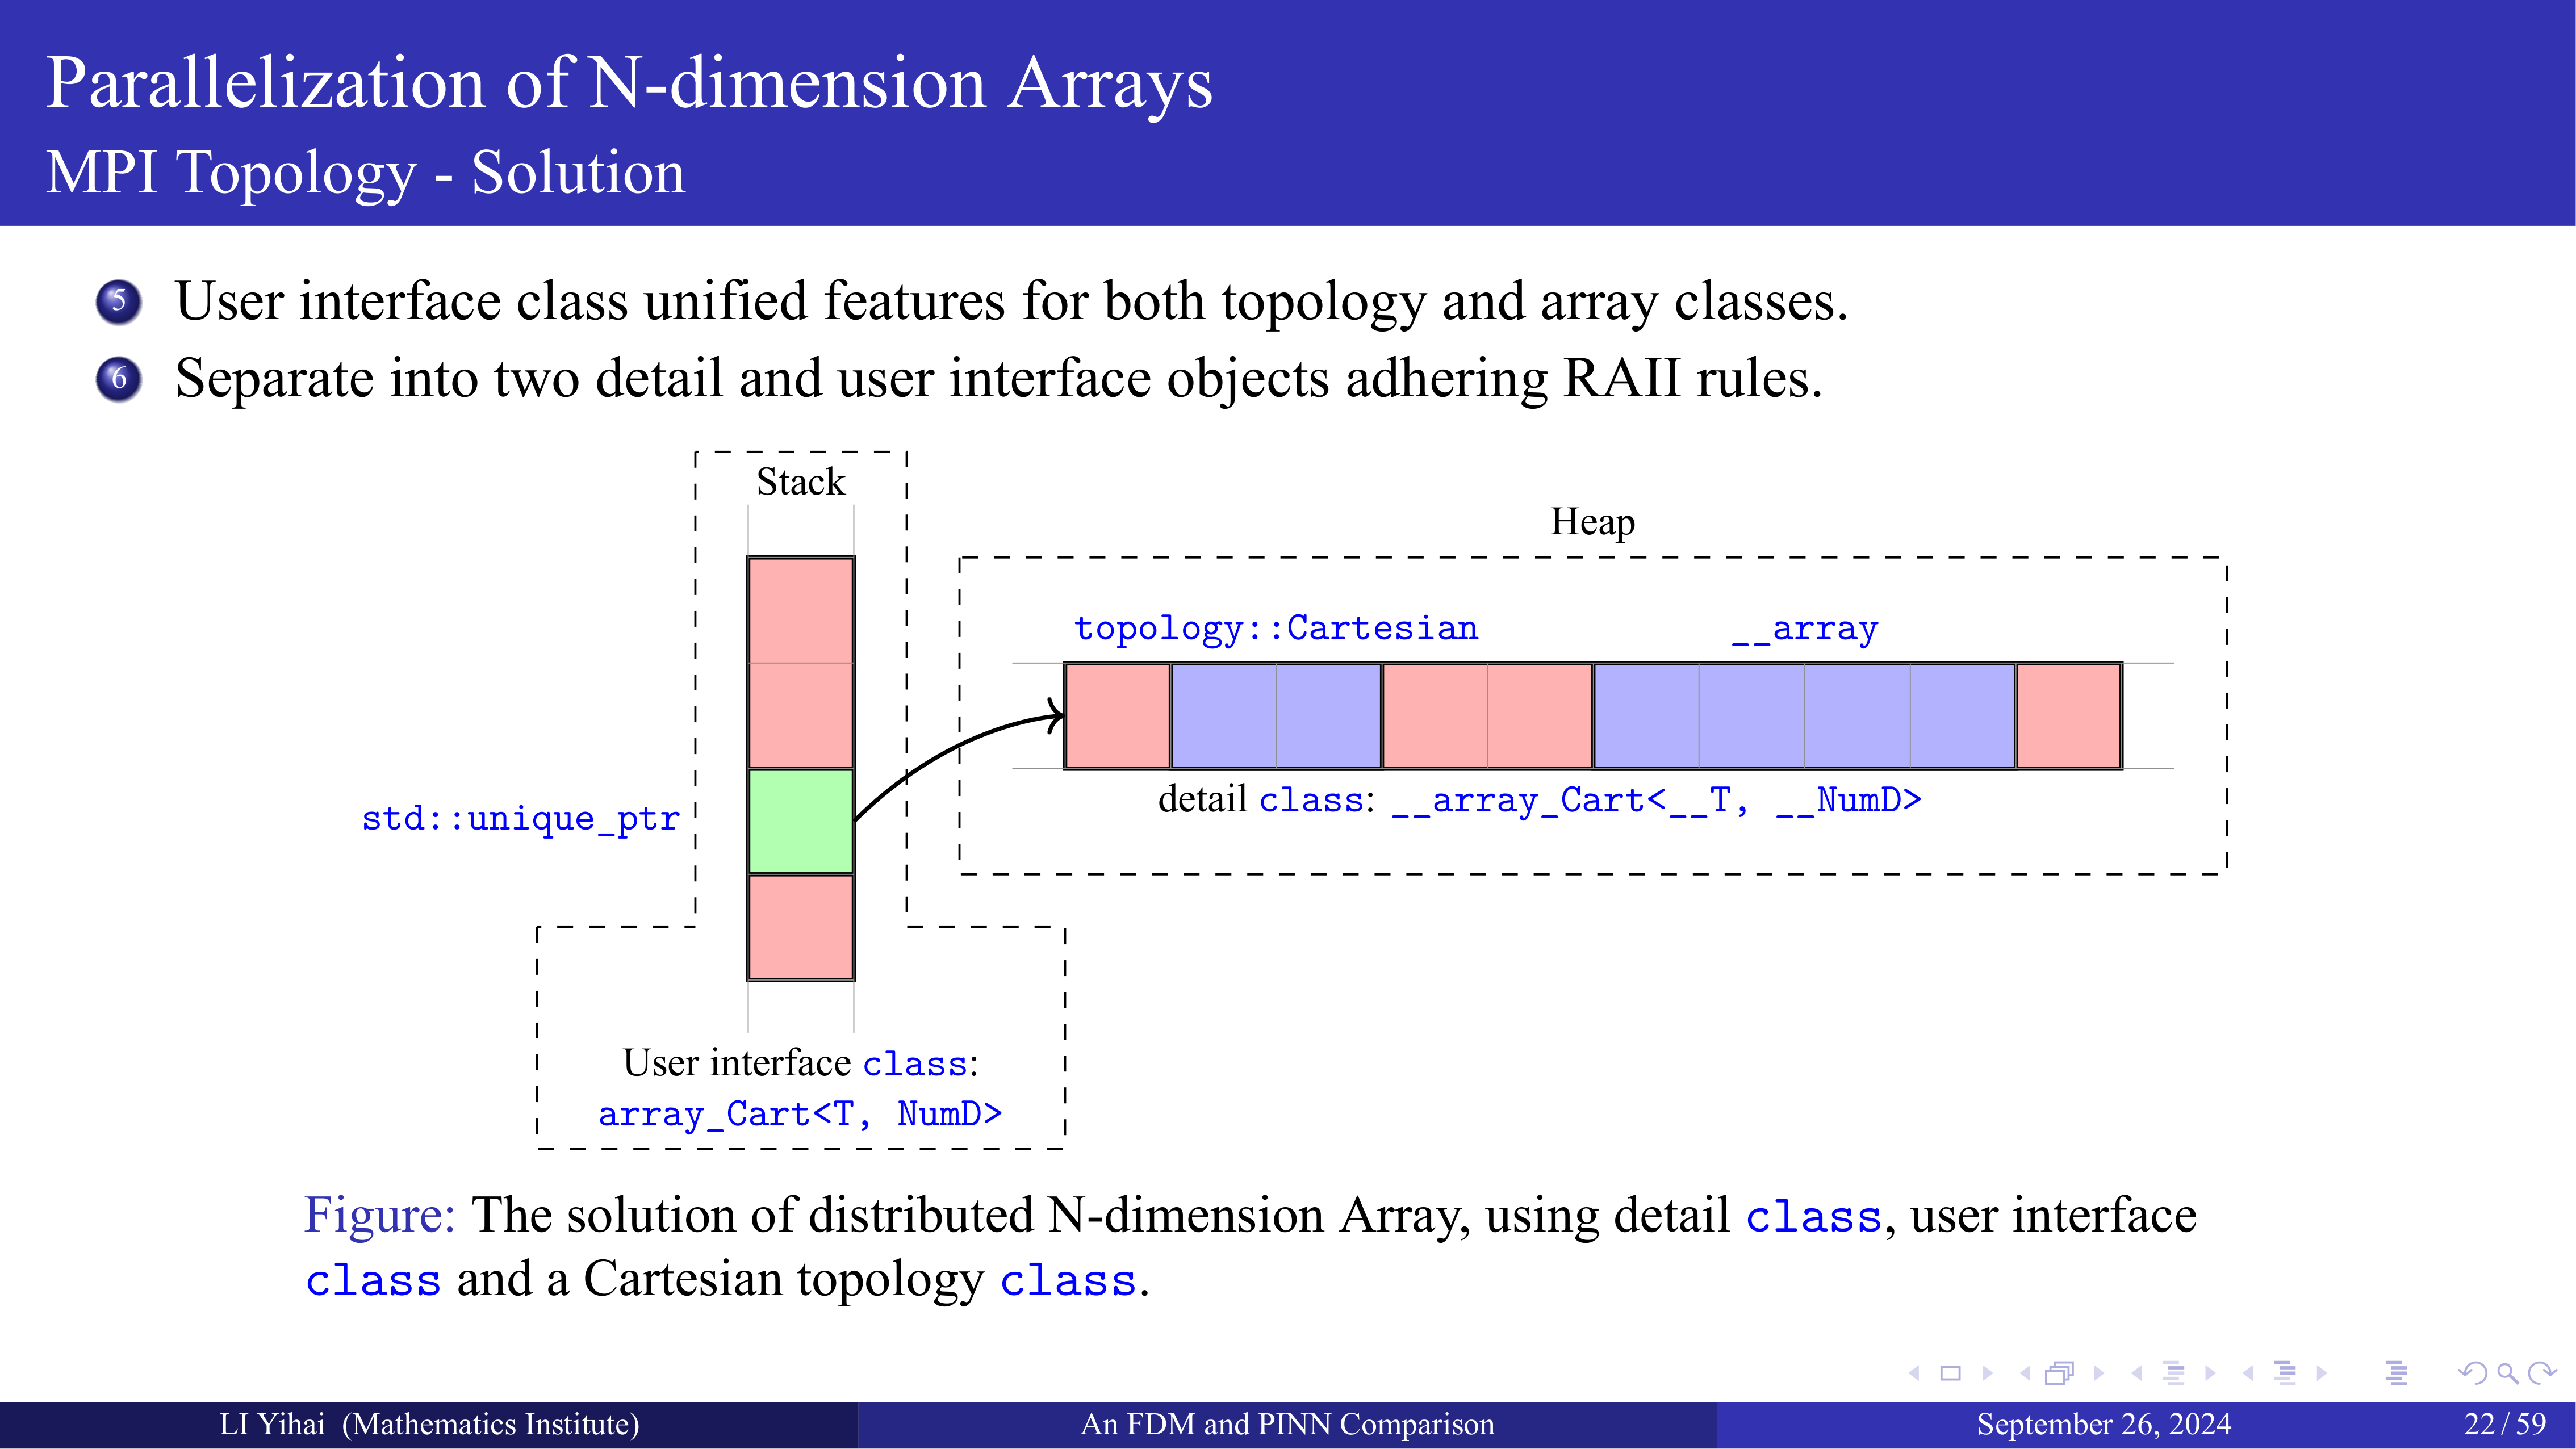 Parallelization of N-dimension Arrays
MPI Topology - Solution
5 User interface class unified features for both topology and array classes.
6 Separate into two detail and user interface objects adhering RAII rules.
Stack
Heap
topology::Cartesian
__array
std::unique_ptr
detail class: __array_Cart<__T, __NumD>
User interface class:
array_Cart<T, NumD>
Figure: The solution of distributed N-dimension Array, using detail class, user interface
class and a Cartesian topology class.
LI Yihai (Mathematics Institute)
An FDM and PINN Comparison
September 26, 2024
22 / 59